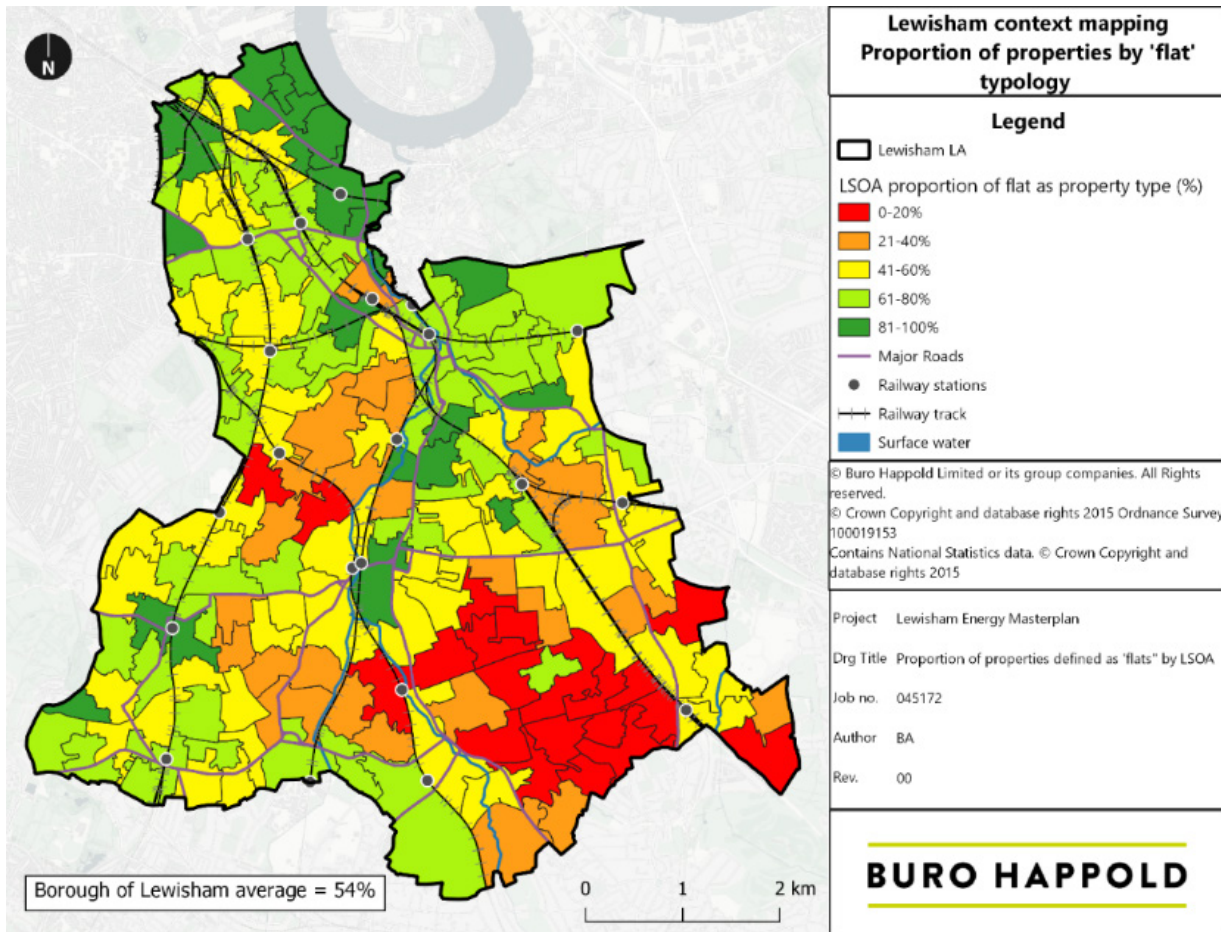 N
Borough of Lewisham average = 54%
0 1 2 km
Lewisham context mapping
Proportion of properties by 'flat'
typology
Legend
Lewisham LA
LSOA proportion of flat as property type (%)
0-20%
21-40%
41-60%
61-80%
81-100%
Major Roads
Railway stations
Railway track
Surface water
© Buro Happold Limited or its group companies. All Rights
reserved.
© Crown Copyright and database rights 2015 Ordnance Survey
100019153
Contains National Statistics data. © Crown Copyright and
database rights 2015
Project Lewisham Energy Masterplan
Drg Title Proportion of properties defined as 'flats" by LSOA
Job no. 045172
Author BA
Rev. 00
BURO HAPPOLD